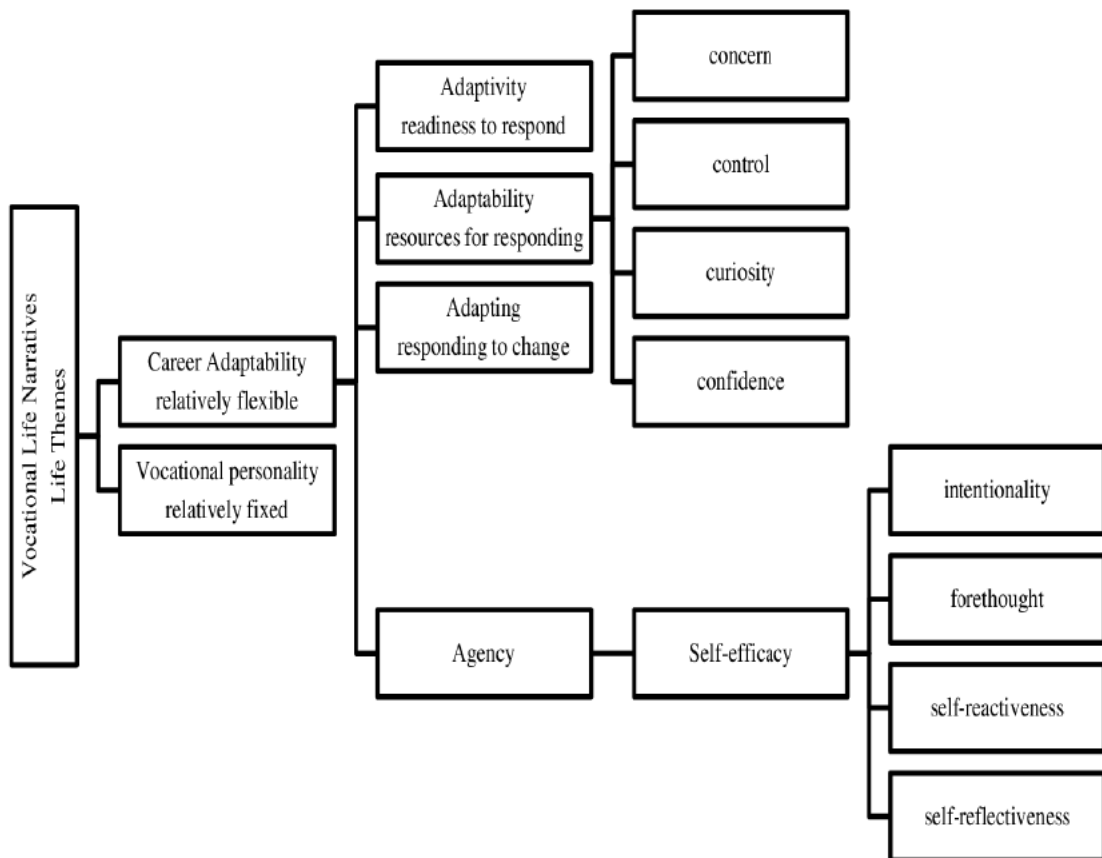 Vocational Life Narratives
Life Themes
Career Adaptability
relatively flexible
Vocational personality
relatively fixed
Adaptivity
readiness to respond
Adaptability
resources for responding
Adapting
responding to change
Agency
concern
control
curiosity
confidence
Self-efficacy
intentionality
forethought
self-reactiveness
self-reflectiveness